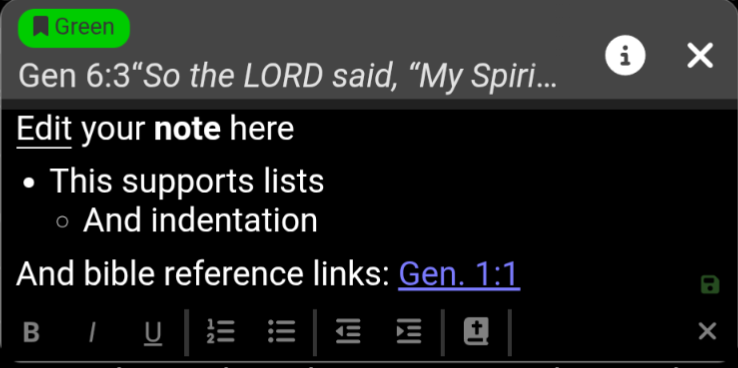 Green
Gen 6:3“So the LORD said, “My Spiri...
Edit your note here
• This supports lists
◦ And indentation
And bible reference links: Gen. 1:1
B I U